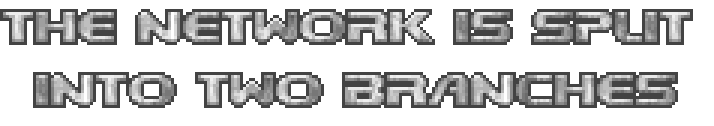 THE NETWORK IS SPLIT
INTO TWO BRANCHES